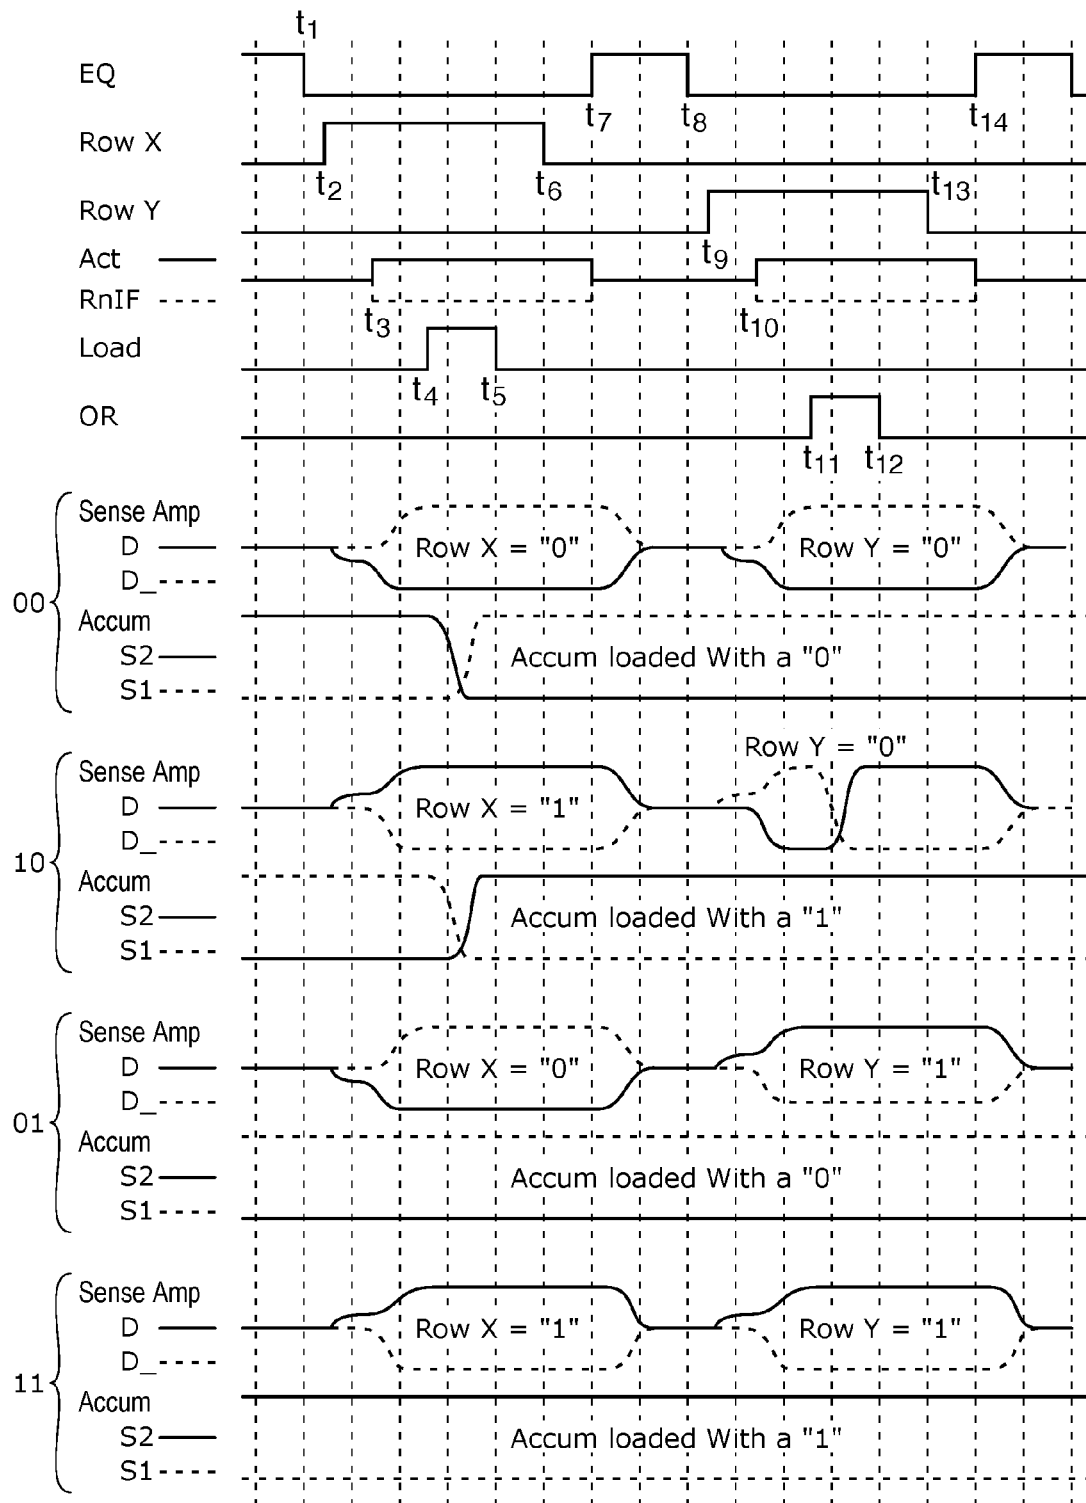 t1
EQ
t7 t8 t14
Row X
t2 t6 t13
Row Y
t9
Act
RnIF
t3 t10
Load
t4 t5
OR
t11 t12
00
Sense Amp
D
D_
Row X = "0" Row Y = "0"
Accum
S2
S1
Accum loaded With a "0"
10
Row Y = "0"
Sense Amp
D
D_
Row X = "1"
Accum
S2
S1
Accum loaded With a "1"
01
Sense Amp
D
D_
Row X = "0" Row Y = "1"
Accum
S2
S1
Accum loaded With a "0"
11
Sense Amp
D
D_
Row X = "1" Row Y = "1"
Accum
S2
S1
Accum loaded With a "1"